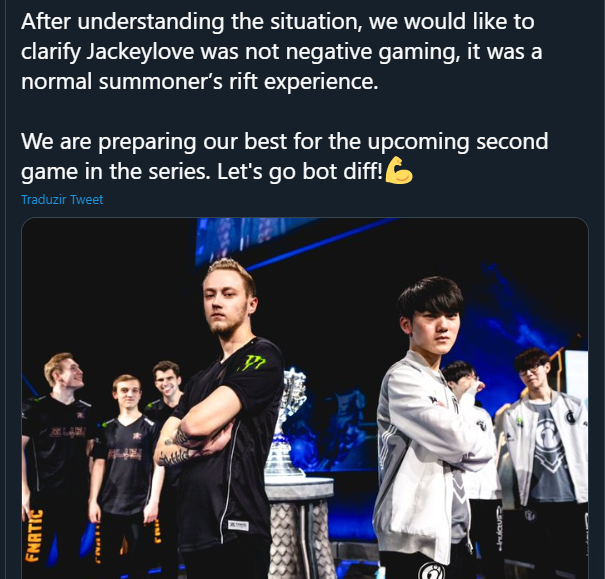 After understanding the situation, we would like to
clarify Jackeylove was not negative gaming, it was a
normal summoner’s rift experience.
We are preparing our best for the upcoming second
game in the series. Let's go bot diff!💪
Traduzir Tweet
FNATIC